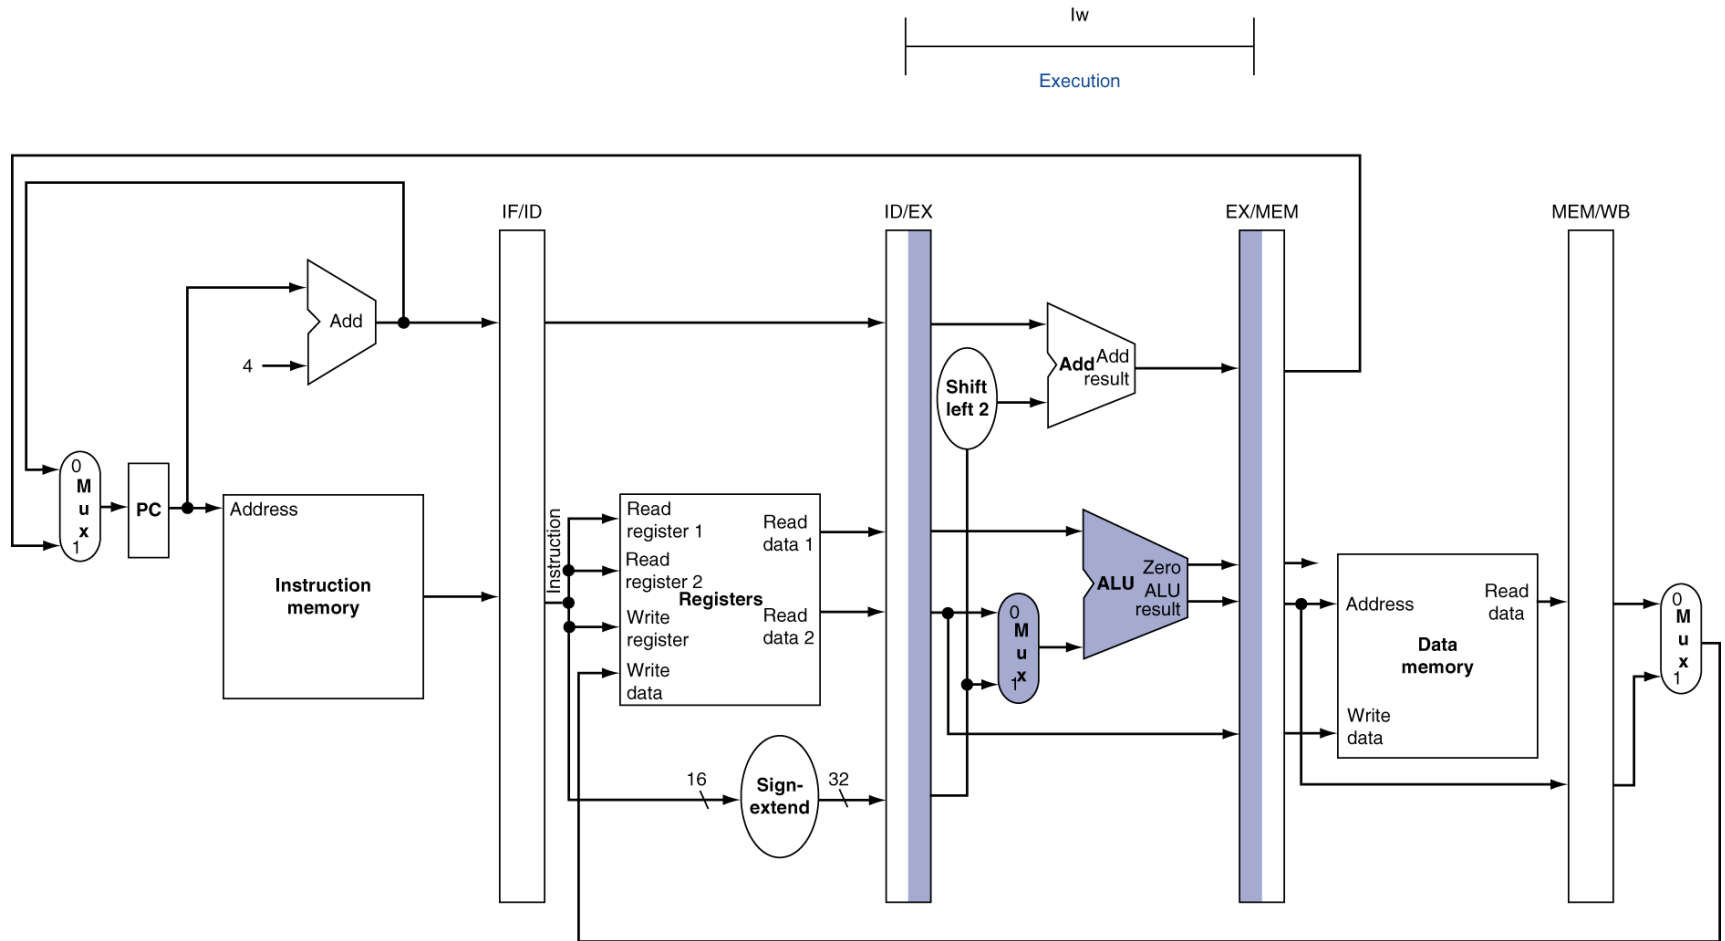 lw
Execution
IF/ID
ID/EX
EX/MEM
MEM/WB
Add
4
Add
Add
result
Shift
left 2
0
M
u
x
1
PC
Address
Instruction
memory
Instruction
Read
register 1
Read
register 2
Write
register
Write
data
Registers
Read
data 1
Read
data 2
0
M
u
x
1
ALU
Zero
ALU
result
Address
Read
data
Data
memory
Write
data
0
M
u
x
1
16
Sign-
extend
32